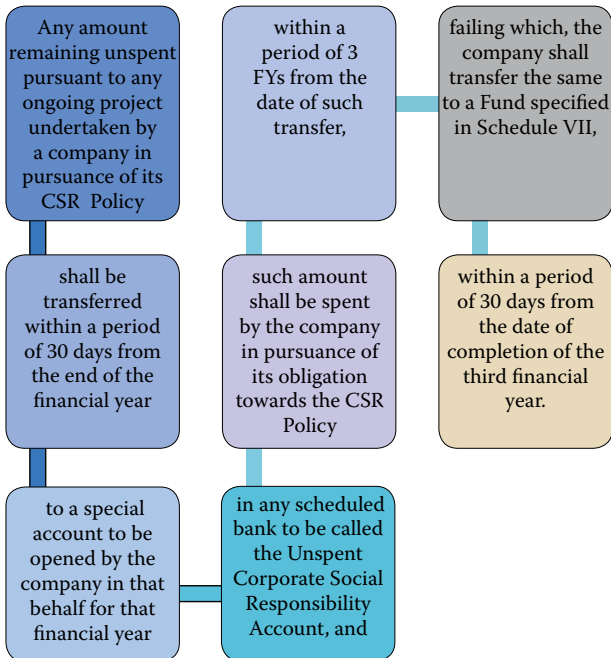 Any amount
remaining unspent
pursuant to any
ongoing project
undertaken by
a company in
pursuance of its
CSR Policy
shall be
transferred
within a period
of 30 days from
the end of the
financial year
to a special
account to be
opened by the
company in that
behalf for that
financial year
in any scheduled
bank to be called
the Unspent
Corporate Social
Responsibility
Account, and
such amount
shall be spent
by the company
in pursuance of
its obligation
towards the CSR
Policy
within a
period of 3
FYs from the
date of such
transfer,
failing which, the
company shall
transfer the same
to a Fund specified
in Schedule VII,
within a period
of 30 days from
the date of
completion of the
third financial
year.